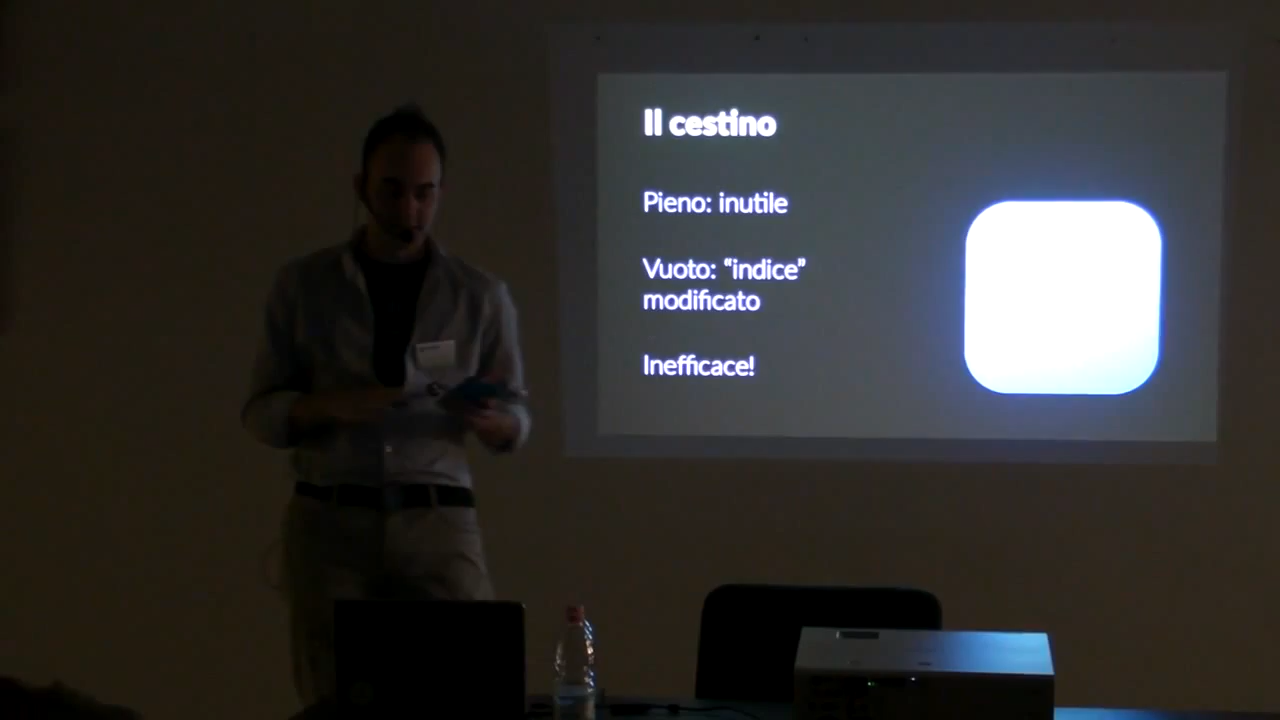 Il cestino
Pieno: inutile
Vuoto: “indice”
modificato
Inefficace!